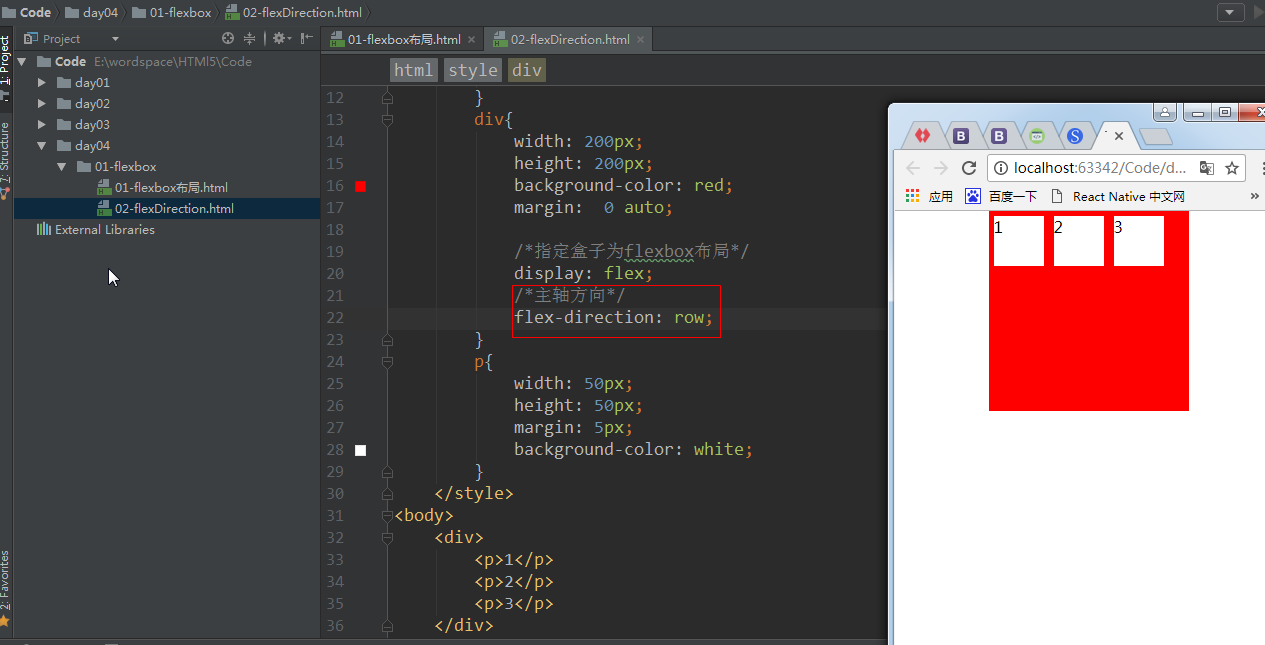 Code day04 01-flexbox 02-flexDirection.html
Project
01-flexbox布局.html
02-flexDirection.html
1: Project
7: Structure
2: Favorites
Code E:\wordspace\HTMl5\Code
day01
day02
day03
day04
01-flexbox
01-flexbox布局.html
02-flexDirection.html
External Libraries
html style div
12 }
13 div{
14 width: 200px;
15 height: 200px;
16 background-color: red;
17 margin:  0 auto;
18
19 /*指定盒子为flexbox布局*/
20 display: flex;
21 /*主轴方向*/
22 flex-direction: row;
23 }
24 p{
25 width: 50px;
26 height: 50px;
27 margin: 5px;
28 background-color: white;
29 }
30 </style>
31 <body>
32 <div>
33 <p>1</p>
34 <p>2</p>
35 <p>3</p>
36 </div>
B B S
localhost:63342/Code/d...
应用 百度一下 React Native 中文网 »
1 2 3